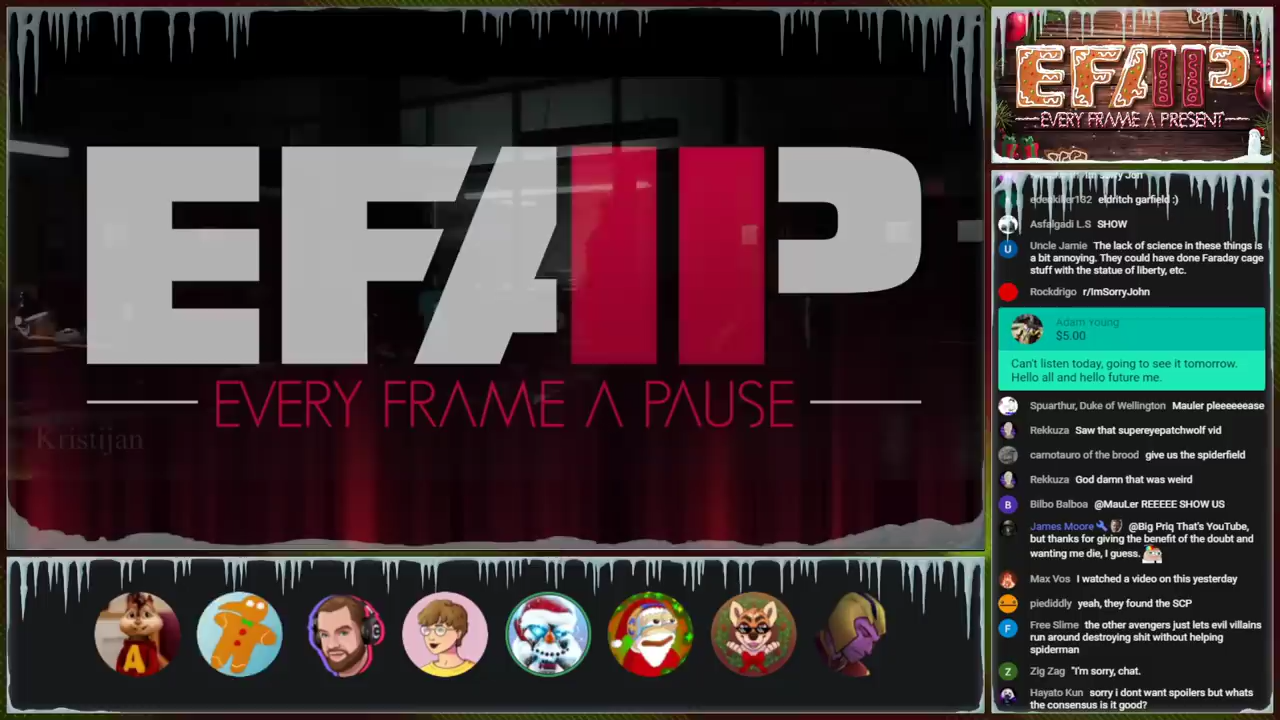 EFAP
EVERY FRAME A PAUSE
Kristijan
EFAP
EVERY FRAME A PRESENT
I'm sorry Jon
eldritch garfield :)
Asfalgadi L.S SHOW
Uncle Jamie The lack of science in these things is
a bit annoying. They could have done Faraday cage
stuff with the statue of liberty, etc.
Rockdrigo r/ImSorryJohn
Adam Young
$5.00
Can't listen today, going to see it tomorrow.
Hello all and hello future me.
Spuarthur, Duke of Wellington Mauler pleeeeeease
Rekkuza Saw that supereyepatchwolf vid
carnotauro of the brood give us the spiderfield
Rekkuza God damn that was weird
Bilbo Balboa @MauLer REEEEE SHOW US
James Moore @Big Priq That's YouTube,
but thanks for giving the benefit of the doubt and
wanting me die, I guess.
Max Vos I watched a video on this yesterday
piediddly yeah, they found the SCP
Free Slime the other avengers just lets evil villains
run around destroying shit without helping
spiderman
Zig Zag "I'm sorry, chat.
Hayato Kun sorry i dont want spoilers but whats
the consensus is it good?
A